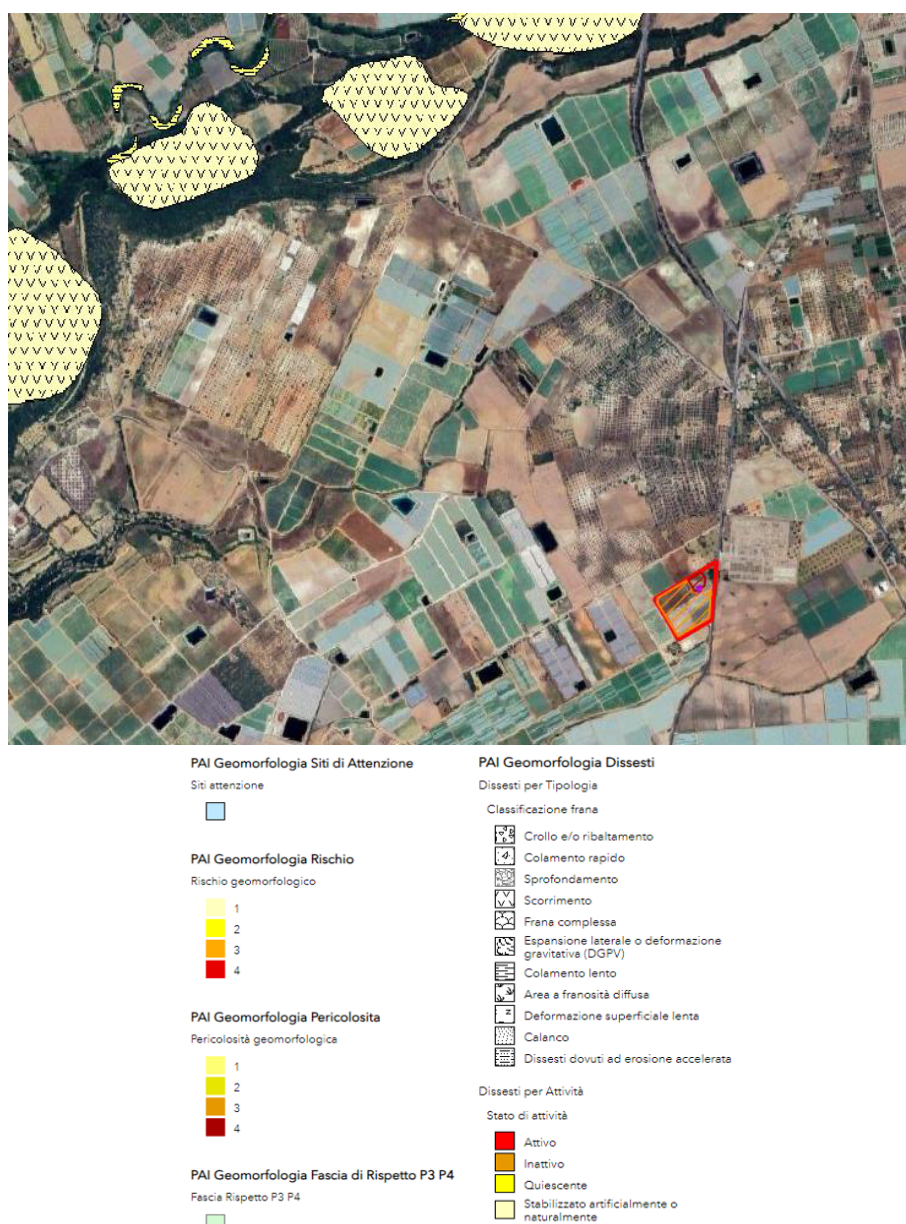 PAI Geomorfologia Siti di Attenzione
Siti attenzione
PAI Geomorfologia Rischio
Rischio geomorfologico
1
2
3
4
PAI Geomorfologia Pericolosita
Pericolosità geomorfologica
1
2
3
4
PAI Geomorfologia Fascia di Rispetto P3 P4
Fascia Rispetto P3 P4
PAI Geomorfologia Dissesti
Dissesti per Tipologia
Classificazione frana
Crollo e/o ribaltamento
Colamento rapido
Sprofondamento
Scorrimento
Frana complessa
Espansione laterale o deformazione
gravitativa (DGPV)
Colamento lento
Area a franosità diffusa
Deformazione superficiale lenta
Calanco
Dissesti dovuti ad erosione accelerata
Dissesti per Attività
Stato di attività
Attivo
Inattivo
Quiescente
Stabilizzato artificialmente o
naturalmente